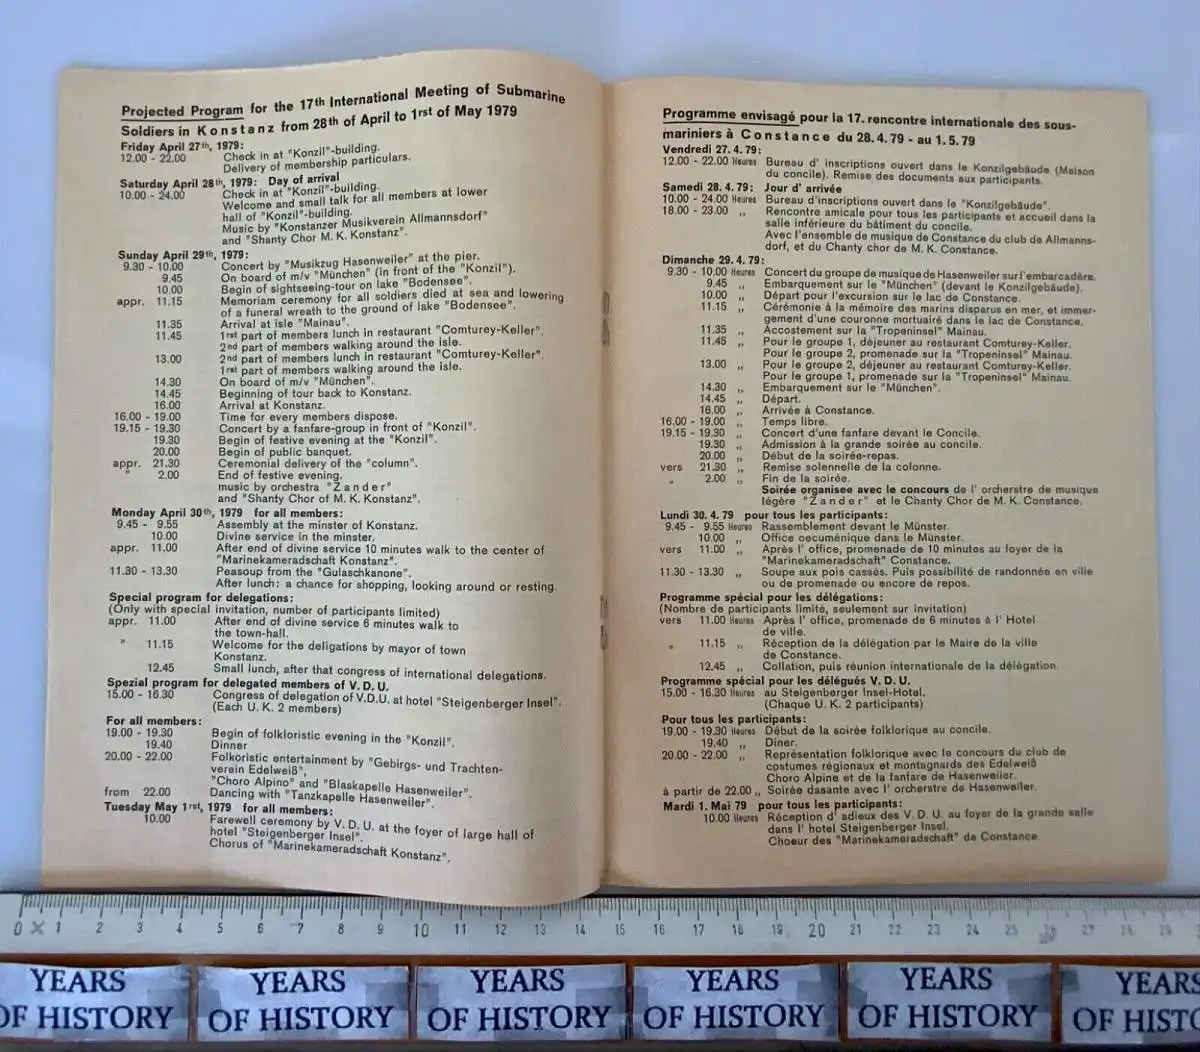 Projected Program for the 17th International Meeting of Submarine
Soldiers in Konstanz from 28th of April to 1rst of May 1979
Friday April 27th, 1979:
12.00 - 22.00 Check in at "Konzil"-building.
Delivery of membership particulars.
Saturday April 28th, 1979: Day of arrival
10.00 - 24.00 Check in at "Konzil"-building.
Welcome and small talk for all members at lower
hall of "Konzil"-building.
Music by "Konstanzer Musikverein Allmannsdorf"
and "Shanty Chor M. K. Konstanz".
Sunday April 29th, 1979:
9.30 - 10.00 Concert by "Musikzug Hasenweiler" at the pier.
9.45 On board of m/v "München" (in front of the "Konzil").
10.00 Begin of sightseeing-tour on lake "Bodensee".
appr. 11.15 Memoriam ceremony for all soldiers died at sea and lowering
of a funeral wreath to the ground of lake "Bodensee".
11.35 Arrival at isle "Mainau".
11.45 1rst part of members lunch in restaurant "Comturey-Keller".
2nd part of members walking around the isle.
13.00 2nd part of members lunch in restaurant "Comturey-Keller".
1rst part of members walking around the isle.
14.30 On board of m/v "München".
14.45 Beginning of tour back to Konstanz.
16.00 Arrival at Konstanz.
16.00 - 19.00 Time for every members dispose.
19.15 - 19.30 Concert by a fanfare-group in front of "Konzil".
19.30 Begin of festive evening at the "Konzil".
20.00 Begin of public banquet.
appr. 21.30 Ceremonial delivery of the "column".
" 2.00 End of festive evening.
music by orchestra "Zander"
and "Shanty Chor of M. K. Konstanz".
Monday April 30th, 1979 for all members:
9.45 - 9.55 Assembly at the minster of Konstanz.
10.00 Divine service in the minster.
appr. 11.00 After end of divine service 10 minutes walk to the center of
"Marinekameradschaft Konstanz".
11.30 - 13.30 Peasoup from the "Gulaschkanone".
After lunch: a chance for shopping, looking around or resting.
Special program for delegations:
(Only with special invitation, number of participants limited)
appr. 11.00 After end of divine service 6 minutes walk to
the town-hall.
" 11.15 Welcome for the deligations by mayor of town
Konstanz.
12.45 Small lunch, after that congress of international delegations.
Spezial program for delegated members of V. D. U.
15.00 - 16.30 Congress of delegation of V.D.U. at hotel "Steigenberger Insel".
(Each U. K. 2 members)
For all members:
19.00 - 19.30 Begin of folkloristic evening in the "Konzil".
19.40 Dinner
20.00 - 22.00 Folkoristic entertainment by "Gebirgs- und Trachten-
verein Edelweiß",
"Choro Alpino" and "Blaskapelle Hasenweiler".
from 22.00 Dancing with "Tanzkapelle Hasenweiler".
Tuesday May 1rst, 1979 for all members:
10.00 Farewell ceremony by V. D. U. at the foyer of large hall of
hotel "Steigenberger Insel".
Chorus of "Marinekameradschaft Konstanz".
Programme envisagé pour la 17. rencontre internationale des sous-
mariniers à Constance du 28. 4. 79 - au 1. 5. 79
Vendredi 27. 4. 79:
12.00 - 22.00 Heures Bureau d' inscriptions ouvert dans le Konzilgebäude (Maison
du concile). Remise des documents aux participants.
Samedi 28. 4. 79: Jour d' arrivée
10.00 - 24.00 Heures Bureau d'inscriptions ouvert dans le "Konzilgebäude".
18.00 - 23.00 „ Rencontre amicale pour tous les participants et accueil dans la
salle inférieure du bâtiment du concile.
Avec l'ensemble de musique de Constance du club de Allmanns-
dorf, et du Chanty chor de M. K. Constance.
Dimanche 29. 4. 79:
9.30 - 10.00 Heures Concert du groupe de musique de Hasenweiler sur l'embarcadère.
9.45 „ Embarquement sur le "München" (devant le Konzilgebäude).
10.00 „ Départ pour l'excursion sur le lac de Constance.
11.15 „ Cérémonie à la mémoire des marins disparus en mer, et immer-
gement d'une couronne mortuairé dans le lac de Constance.
11.35 „ Accostement sur la "Tropeninsel" Mainau.
11.45 „ Pour le groupe 1, déjeuner au restaurant Comturey-Keller.
Pour le groupe 2, promenade sur la "Tropeninsel" Mainau.
13.00 „ Pour le groupe 2, déjeuner au restaurant Comturey-Keller.
Pour le groupe 1, promenade sur la "Tropeninsel" Mainau.
14.30 „ Embarquement sur le "München".
14.45 „ Départ.
16.00 „ Arrivée à Constance.
16.00 - 19.00 „ Temps libre.
19.15 - 19.30 „ Concert d'une fanfare devant le Concile.
19.30 „ Admission à la grande soirée au concile.
20.00 „ Début de la soirée-repas.
vers 21.30 „ Remise solennelle de la colonne.
„ 2.00 „ Fin de la soirée.
Soirée organisee avec le concours de l' orcherstre de musique
légère "Zander" et le Chanty Chor de M. K. Constance.
Lundi 30. 4. 79 pour tous les participants:
9.45 - 9.55 Heures Rassemblement devant le Münster.
10.00 „ Office oecuménique dans le Münster.
vers 11.00 „ Après l' office, promenade de 10 minutes au foyer de la
"Marinekameradschaft" Constance.
11.30 - 13.30 „ Soupe aux pois cassés. Puis possibilité de randonnée en ville
ou de promenade ou encore de repos.
Programme spécial pour les délégations:
(Nombre de participants limité, seulement sur invitation)
vers 11.00 Heures Après l' office, promenade de 6 minutes à l' Hotel
de ville.
„ 11.15 „ Réception de la délégation par le Maire de la ville
de Constance.
12.45 „ Collation, puis réunion internationale de la délégation.
Programme spécial pour les délégués V. D. U.
15.00 - 16.30 Heures au Steigenberger Insel-Hotel.
(Chaque U. K. 2 participants)
Pour tous les participants:
19.00 - 19.30 Heures Début de la soirée folklorique au concile.
19.40 „ Diner.
20.00 - 22.00 „ Représentation folklorique avec le concours du club de
costumes régionaux et montagnards des Edelweiß
Choro Alpine et de la fanfare de Hasenweiler.
à partir de 22.00 „ Soirée dasante avec l' orcherstre de Hasenweiler.
Mardi 1. Mai 79 pour tous les participants:
10.00 Heures Réception d' adieux des V. D. U. au foyer de la grande salle
dans l' hotel Steigenberger Insel.
Choeur des "Marinekameradschaft" de Constance.
0 1 2 3 4 5 6 7 8 9 10 11 12 13 14 15 16 17 18 19 20 21 22 23 24 25 26 27 28 29
YEARS OF HISTORY
YEARS OF HISTORY
YEARS OF HISTORY
YEARS OF HISTORY
YEARS OF HISTORY
YEARS